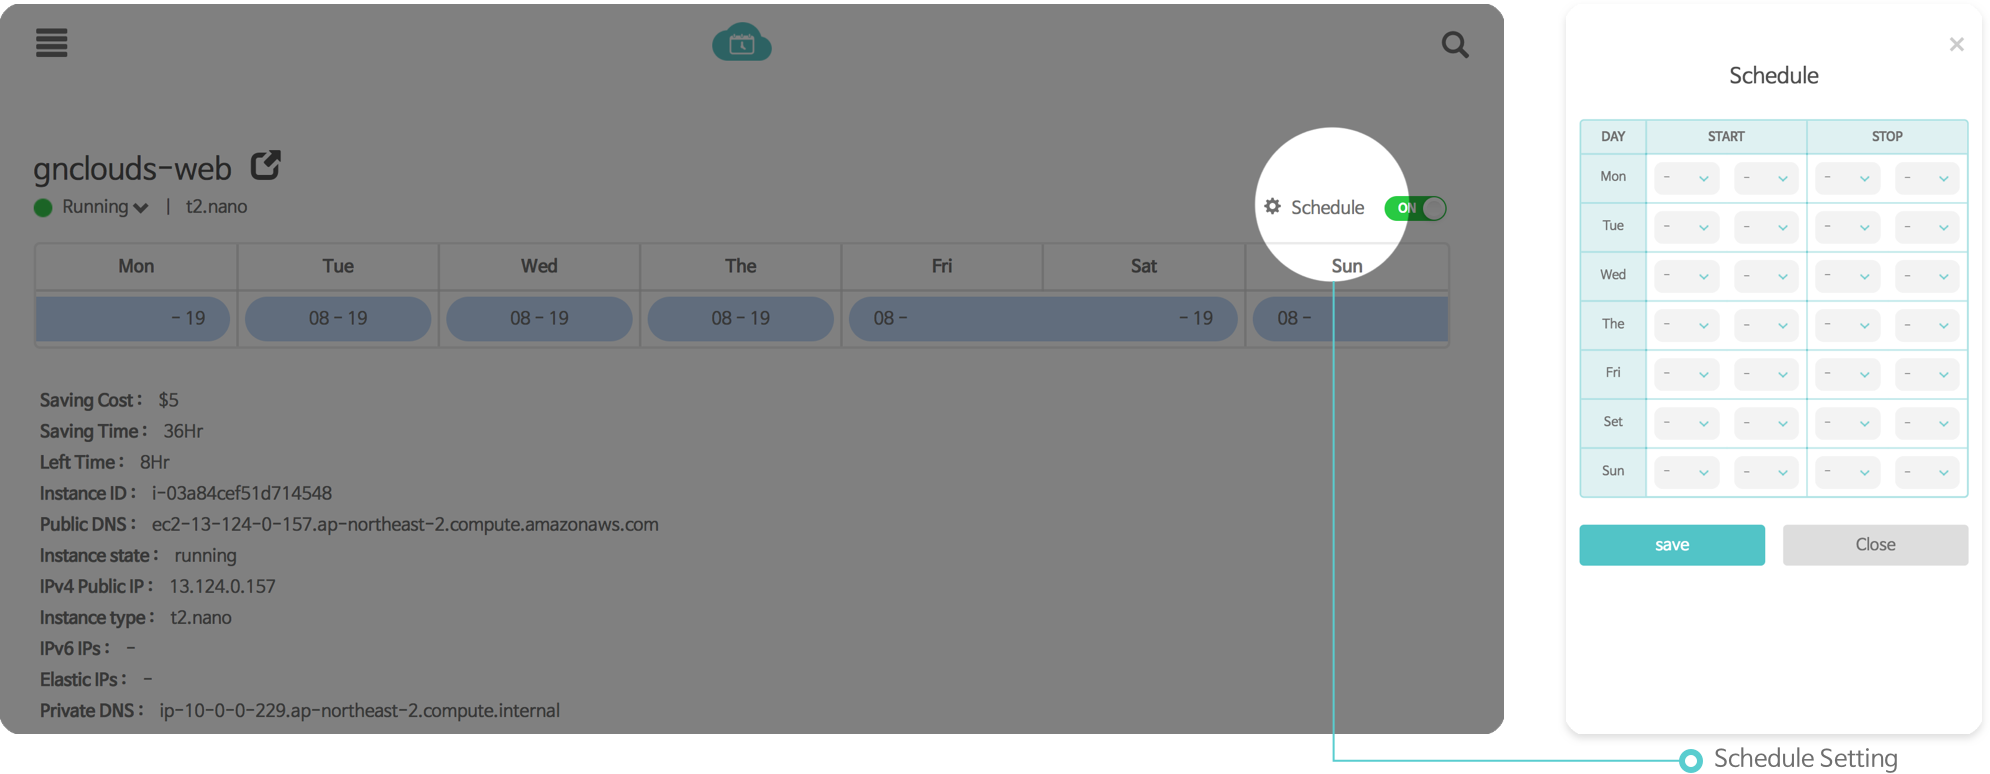 gnclouds-web
Running | t2.nano
Schedule ON
Mon Tue Wed The Fri Sat Sun
- 19 08 - 19 08 - 19 08 - 19 08 - - 19 08 -
Saving Cost : $5
Saving Time : 36Hr
Left Time : 8Hr
Instance ID : i-03a84cef51d714548
Public DNS : ec2-13-124-0-157.ap-northeast-2.compute.amazonaws.com
Instance state : running
IPv4 Public IP : 13.124.0.157
Instance type : t2.nano
IPv6 IPs : -
Elastic IPs : -
Private DNS : ip-10-0-0-229.ap-northeast-2.compute.internal
Schedule
DAY START STOP
Mon - - - -
Tue - - - -
Wed - - - -
The - - - -
Fri - - - -
Set - - - -
Sun - - - -
save Close
Schedule Setting